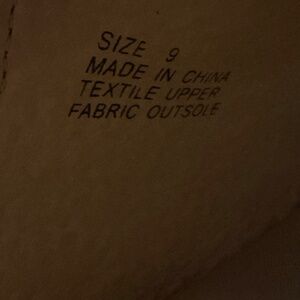 SIZE 9
MADE IN CHINA
TEXTILE UPPER
FABRIC OUTSOLE